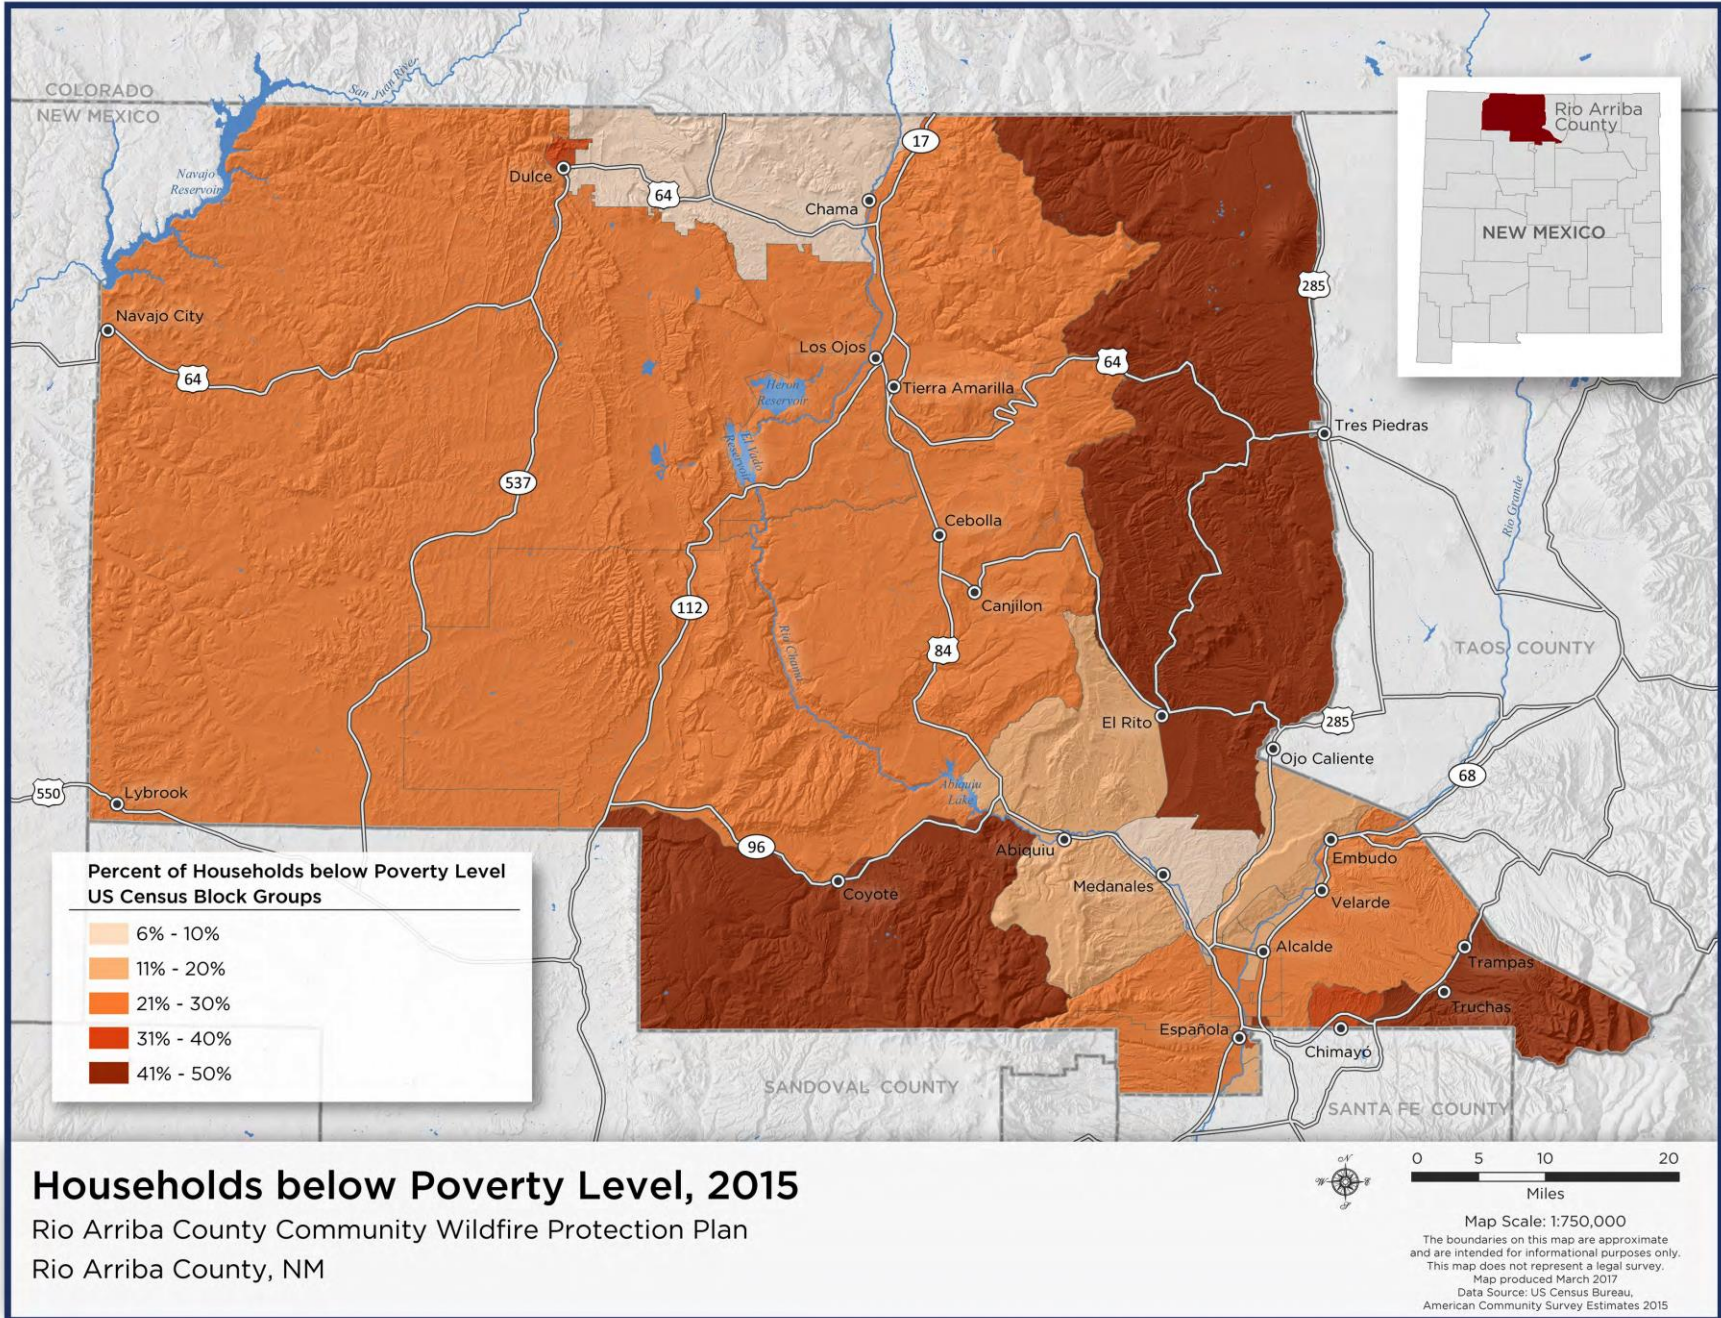 COLORADO
NEW MEXICO
San Juan River
Navajo
Reservoir
Dulce
64
Chama
17
285
Navajo City
64
Los Ojos
Heron
Reservoir
Tierra Amarilla
64
El Vado
Reservoir
Tres Piedras
537
Cebolla
Rio Grande
112
Canjilon
Rio Chama
84
TAOS COUNTY
El Rito
285
Ojo Caliente
68
550
Lybrook
Abiquiu
Lake
96
Abiquiu
Embudo
Coyote
Medanales
Velarde
Alcalde
Trampas
Truchas
Española
Chimayó
SANDOVAL COUNTY
SANTA FE COUNTY
Rio Arriba
County
NEW MEXICO
Percent of Households below Poverty Level
US Census Block Groups
6% - 10%
11% - 20%
21% - 30%
31% - 40%
41% - 50%
Households below Poverty Level, 2015
Rio Arriba County Community Wildfire Protection Plan
Rio Arriba County, NM
N
W E
S
0 5 10 20
Miles
Map Scale: 1:750,000
The boundaries on this map are approximate
and are intended for informational purposes only.
This map does not represent a legal survey.
Map produced March 2017
Data Source: US Census Bureau,
American Community Survey Estimates 2015